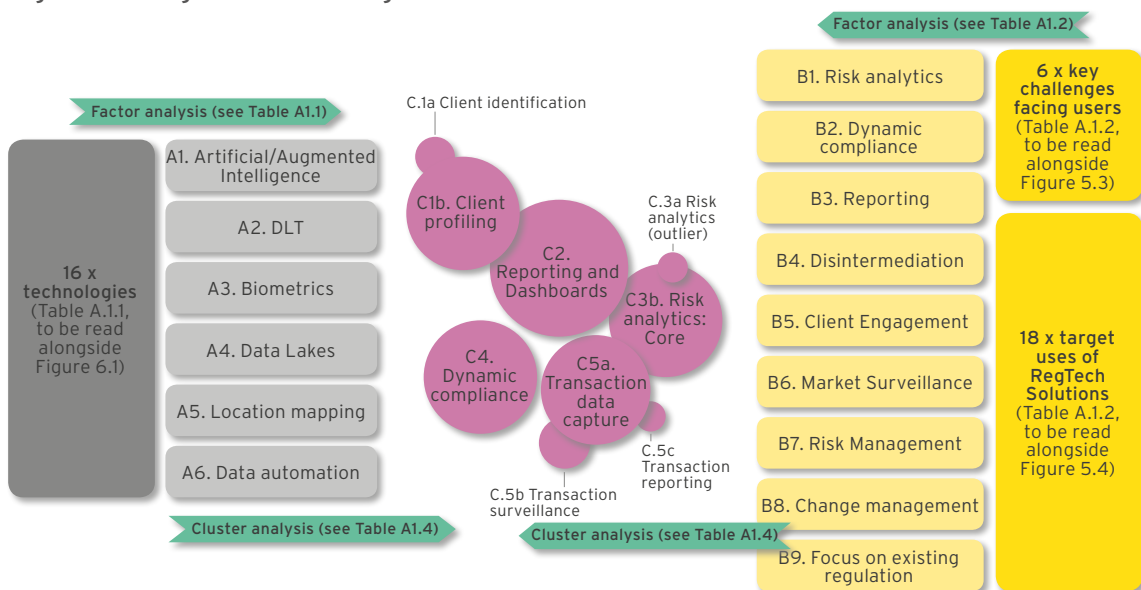 Factor analysis (see Table A1.2)
Factor analysis (see Table A1.1)
16 x
technologies
(Table A.1.1,
to be read
alongside
Figure 6.1)
A1. Artificial/Augmented
Intelligence
A2. DLT
A3. Biometrics
A4. Data Lakes
A5. Location mapping
A6. Data automation
Cluster analysis (see Table A1.4)
C.1a Client identification
C1b. Client
profiling
C2.
Reporting and
Dashboards
C.3a Risk
analytics
(outlier)
C3b. Risk
analytics:
Core
C4.
Dynamic
compliance
C5a.
Transaction
data
capture
C.5b Transaction
surveillance
C.5c
Transaction
reporting
Cluster analysis (see Table A1.4)
B1. Risk analytics
B2. Dynamic
compliance
B3. Reporting
B4. Disintermediation
B5. Client Engagement
B6. Market Surveillance
B7. Risk Management
B8. Change management
B9. Focus on existing
regulation
6 x key
challenges
facing users
(Table A.1.2,
to be read
alongside
Figure 5.3)
18 x target
uses of
RegTech
Solutions
(Table A.1.2,
to be read
alongside
Figure 5.4)